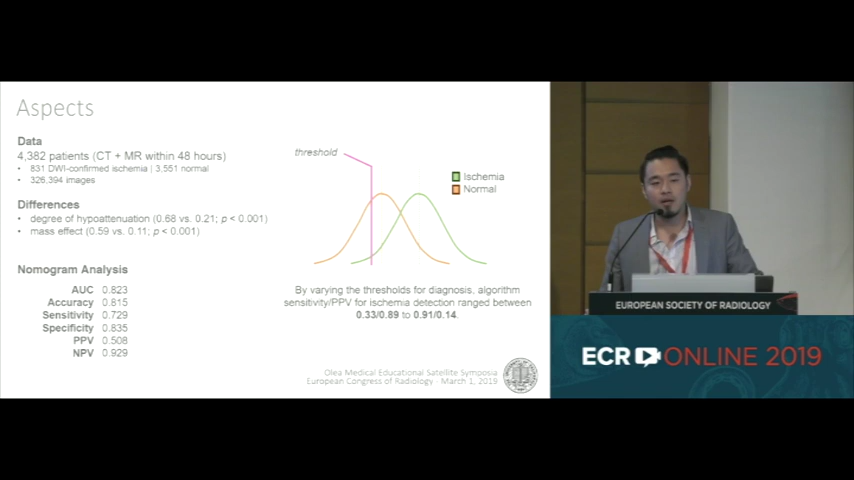 Aspects
Data
4,382 patients (CT + MR within 48 hours)
• 831 DWI-confirmed ischemia | 3,551 normal
• 326,394 images
Differences
• degree of hypoattenuation (0.68 vs. 0.21; p < 0.001)
• mass effect (0.59 vs. 0.11; p < 0.001)
Nomogram Analysis
AUC 0.823
Accuracy 0.815
Sensitivity 0.729
Specificity 0.835
PPV 0.508
NPV 0.929
threshold
Ischemia
Normal
By varying the thresholds for diagnosis, algorithm
sensitivity/PPV for ischemia detection ranged between
0.33/0.89 to 0.91/0.14.
Olea Medical Educational Satellite Symposia
European Congress of Radiology - March 1, 2019
EUROPEAN SOCIETY OF RADIOLOGY
ECR ONLINE 2019